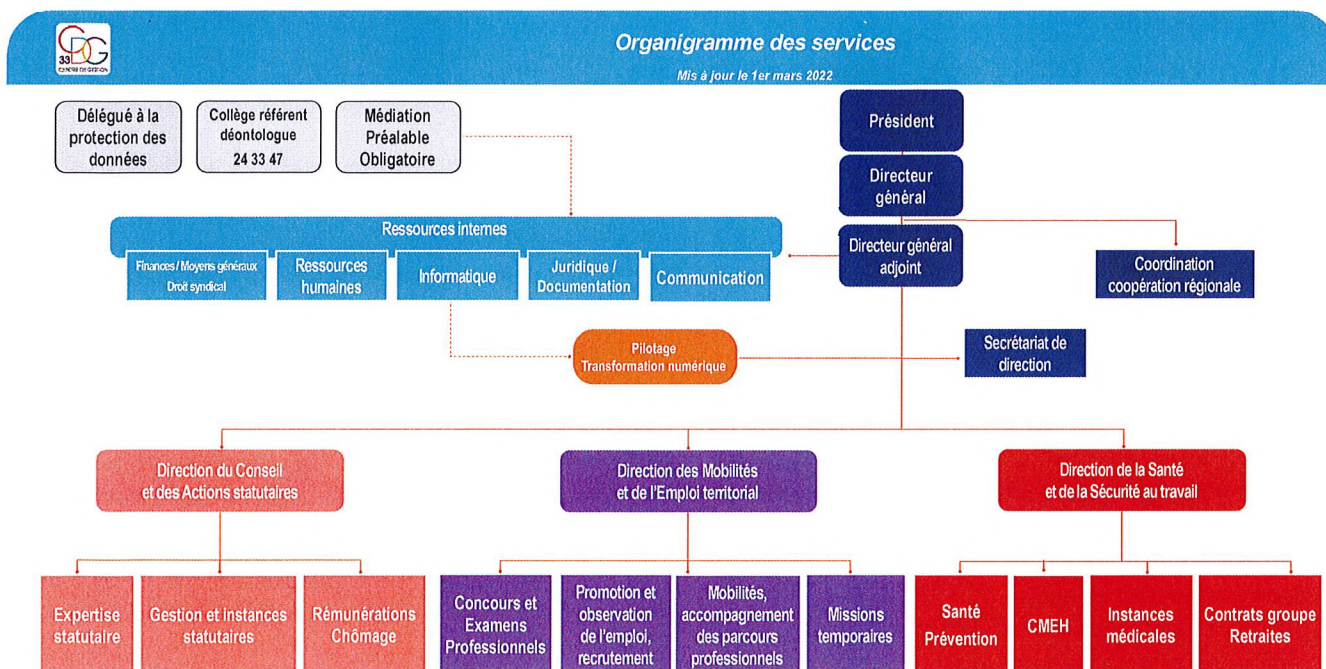 33
CDG
CENTRE DE GESTION
Organigramme des services
Mis à jour le 1er mars 2022
Délégué à la
protection des
données
Collège référent
déontologue
24 33 47
Médiation
Préalable
Obligatoire
Président
Directeur
général
Directeur général
adjoint
Ressources internes
Finances / Moyens généraux
Droit syndical
Ressources
humaines
Informatique
Juridique /
Documentation
Communication
Coordination
coopération régionale
Pilotage
Transformation numérique
Secrétariat de
direction
Direction du Conseil
et des Actions statutaires
Direction des Mobilités
et de l'Emploi territorial
Direction de la Santé
et de la Sécurité au travail
Expertise
statutaire
Gestion et instances
statutaires
Rémunérations
Chômage
Concours et
Examens
Professionnels
Promotion et
observation
de l'emploi,
recrutement
Mobilités,
accompagnement
des parcours
professionnels
Missions
temporaires
Santé
Prévention
CMEH
Instances
médicales
Contrats groupe
Retraites